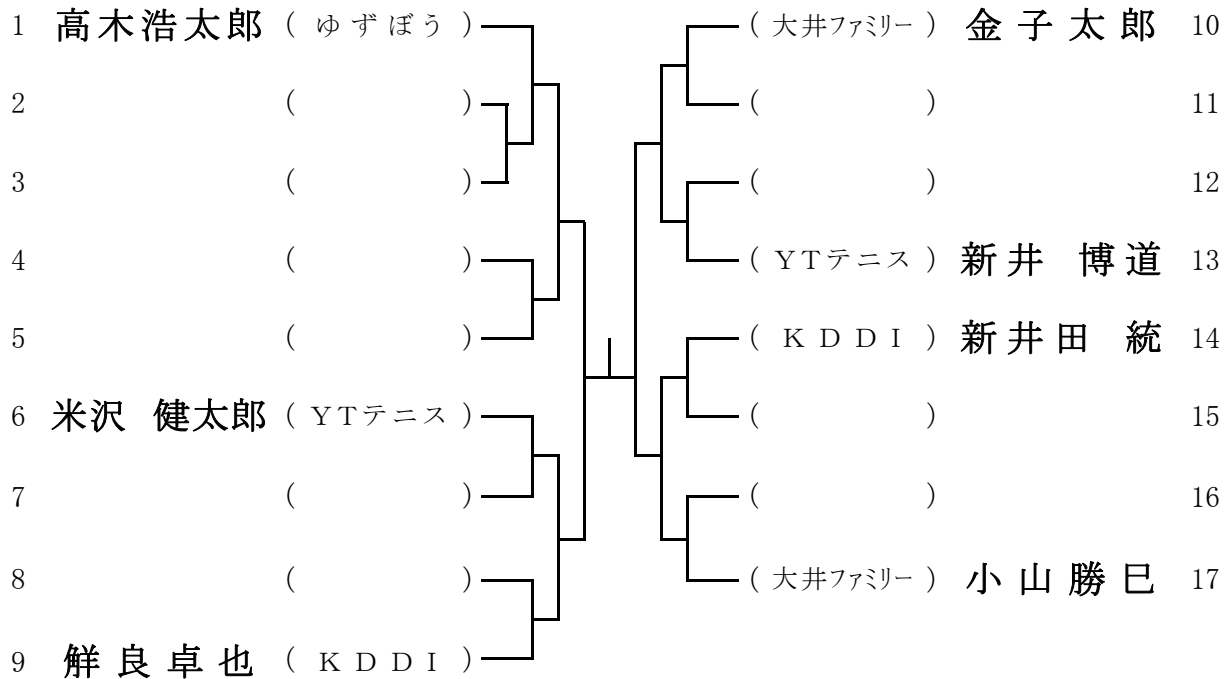 1 高木浩太郎 ( ゆずぼう )
2 ( )
3 ( )
4 ( )
5 ( )
6 米沢 健太郎 ( YTテニス )
7 ( )
8 ( )
9 鮮良卓也 ( KDDI )
( 大井ファミリー ) 金子太郎 10
( ) 11
( ) 12
( YTテニス ) 新井 博道 13
( KDDI ) 新井田 統 14
( ) 15
( ) 16
( 大井ファミリー ) 小山勝巳 17